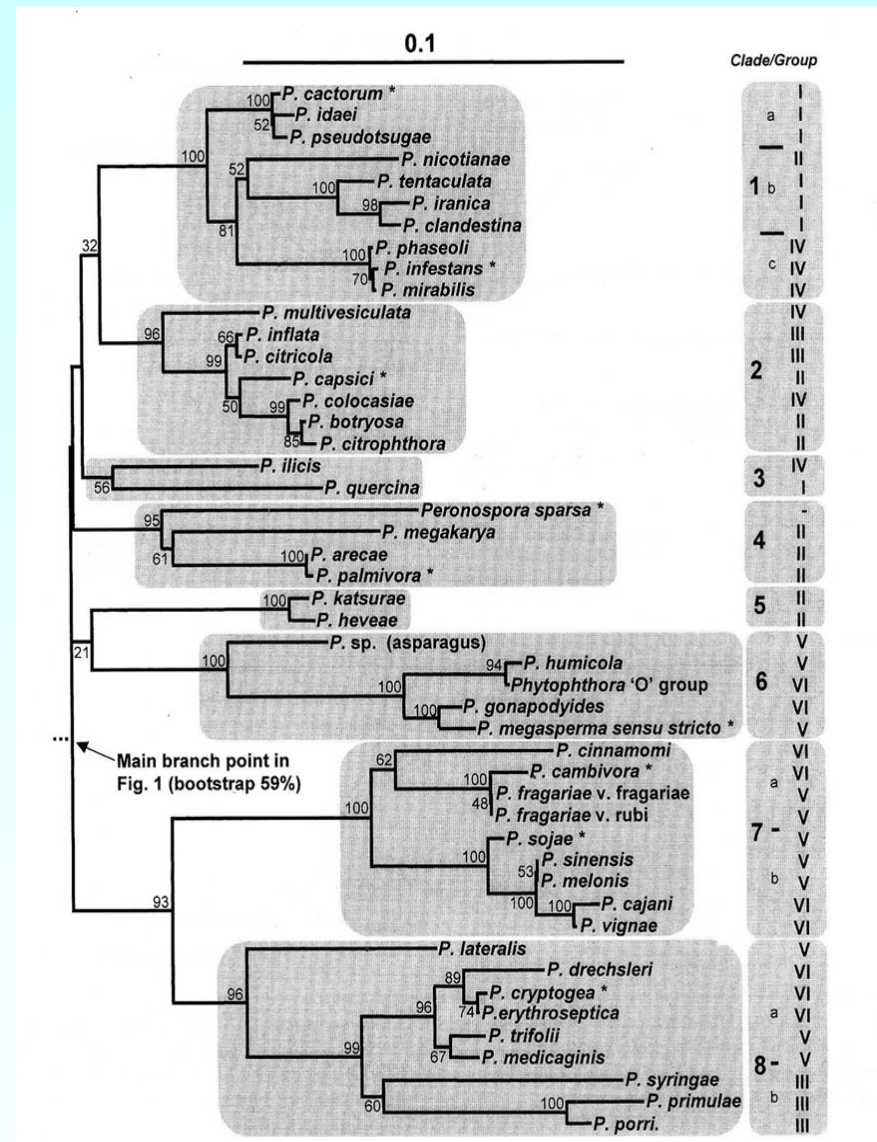 0.1
Clade/Group
100 P. cactorum * I
52 P. idaei a I
P. pseudotsugae I
100 52 P. nicotianae II
100 P. tentaculata 1 b I
98 P. iranica I
81 P. clandestina I
32 100 P. phaseoli IV
70 P. infestans * c IV
P. mirabilis IV
96 P. multivesiculata IV
66 P. inflata III
99 P. citricola III
50 P. capsici * 2 II
99 P. colocasiae IV
P. botryosa II
85 P. citrophthora II
56 P. ilicis 3 IV
P. quercina I
95 Peronospora sparsa * -
61 P. megakarya 4 II
100 P. arecae II
P. palmivora * II
100 P. katsurae 5 II
P. heveae II
21 100 P. sp. (asparagus) V
94 P. humicola V
100 Phytophthora 'O' group 6 VI
100 P. gonapodyides VI
P. megasperma sensu stricto * V
...
Main branch point in
Fig. 1 (bootstrap 59%)
62 P. cinnamomi VI
100 P. cambivora * a VI
48 P. fragariae v. fragariae V
100 P. fragariae v. rubi V
100 P. sojae * 7 - V
53 P. sinensis V
P. melonis b V
100 100 P. cajani VI
P. vignae VI
93
96 P. lateralis V
89 P. drechsleri VI
96 P. cryptogea * VI
74 P.erythroseptica a VI
P. trifolii V
99 67 P. medicaginis 8 - V
60 P. syringae III
100 P. primulae b III
P. porri. III